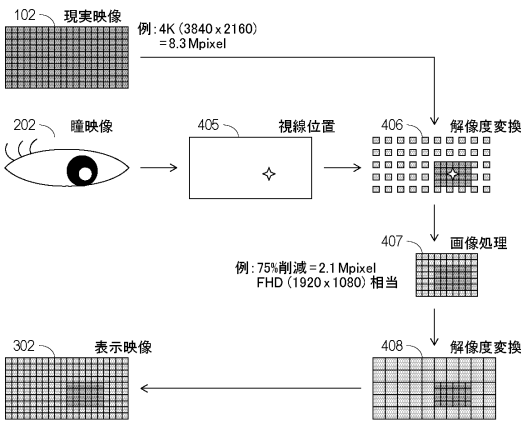 102 現実映像
例：4K (3840 x 2160)
= 8.3 Mpixel
202 瞳映像
405 視線位置
406 解像度変換
407 画像処理
例：75%削減 = 2.1 Mpixel
FHD (1920 x 1080) 相当
302 表示映像
408 解像度変換